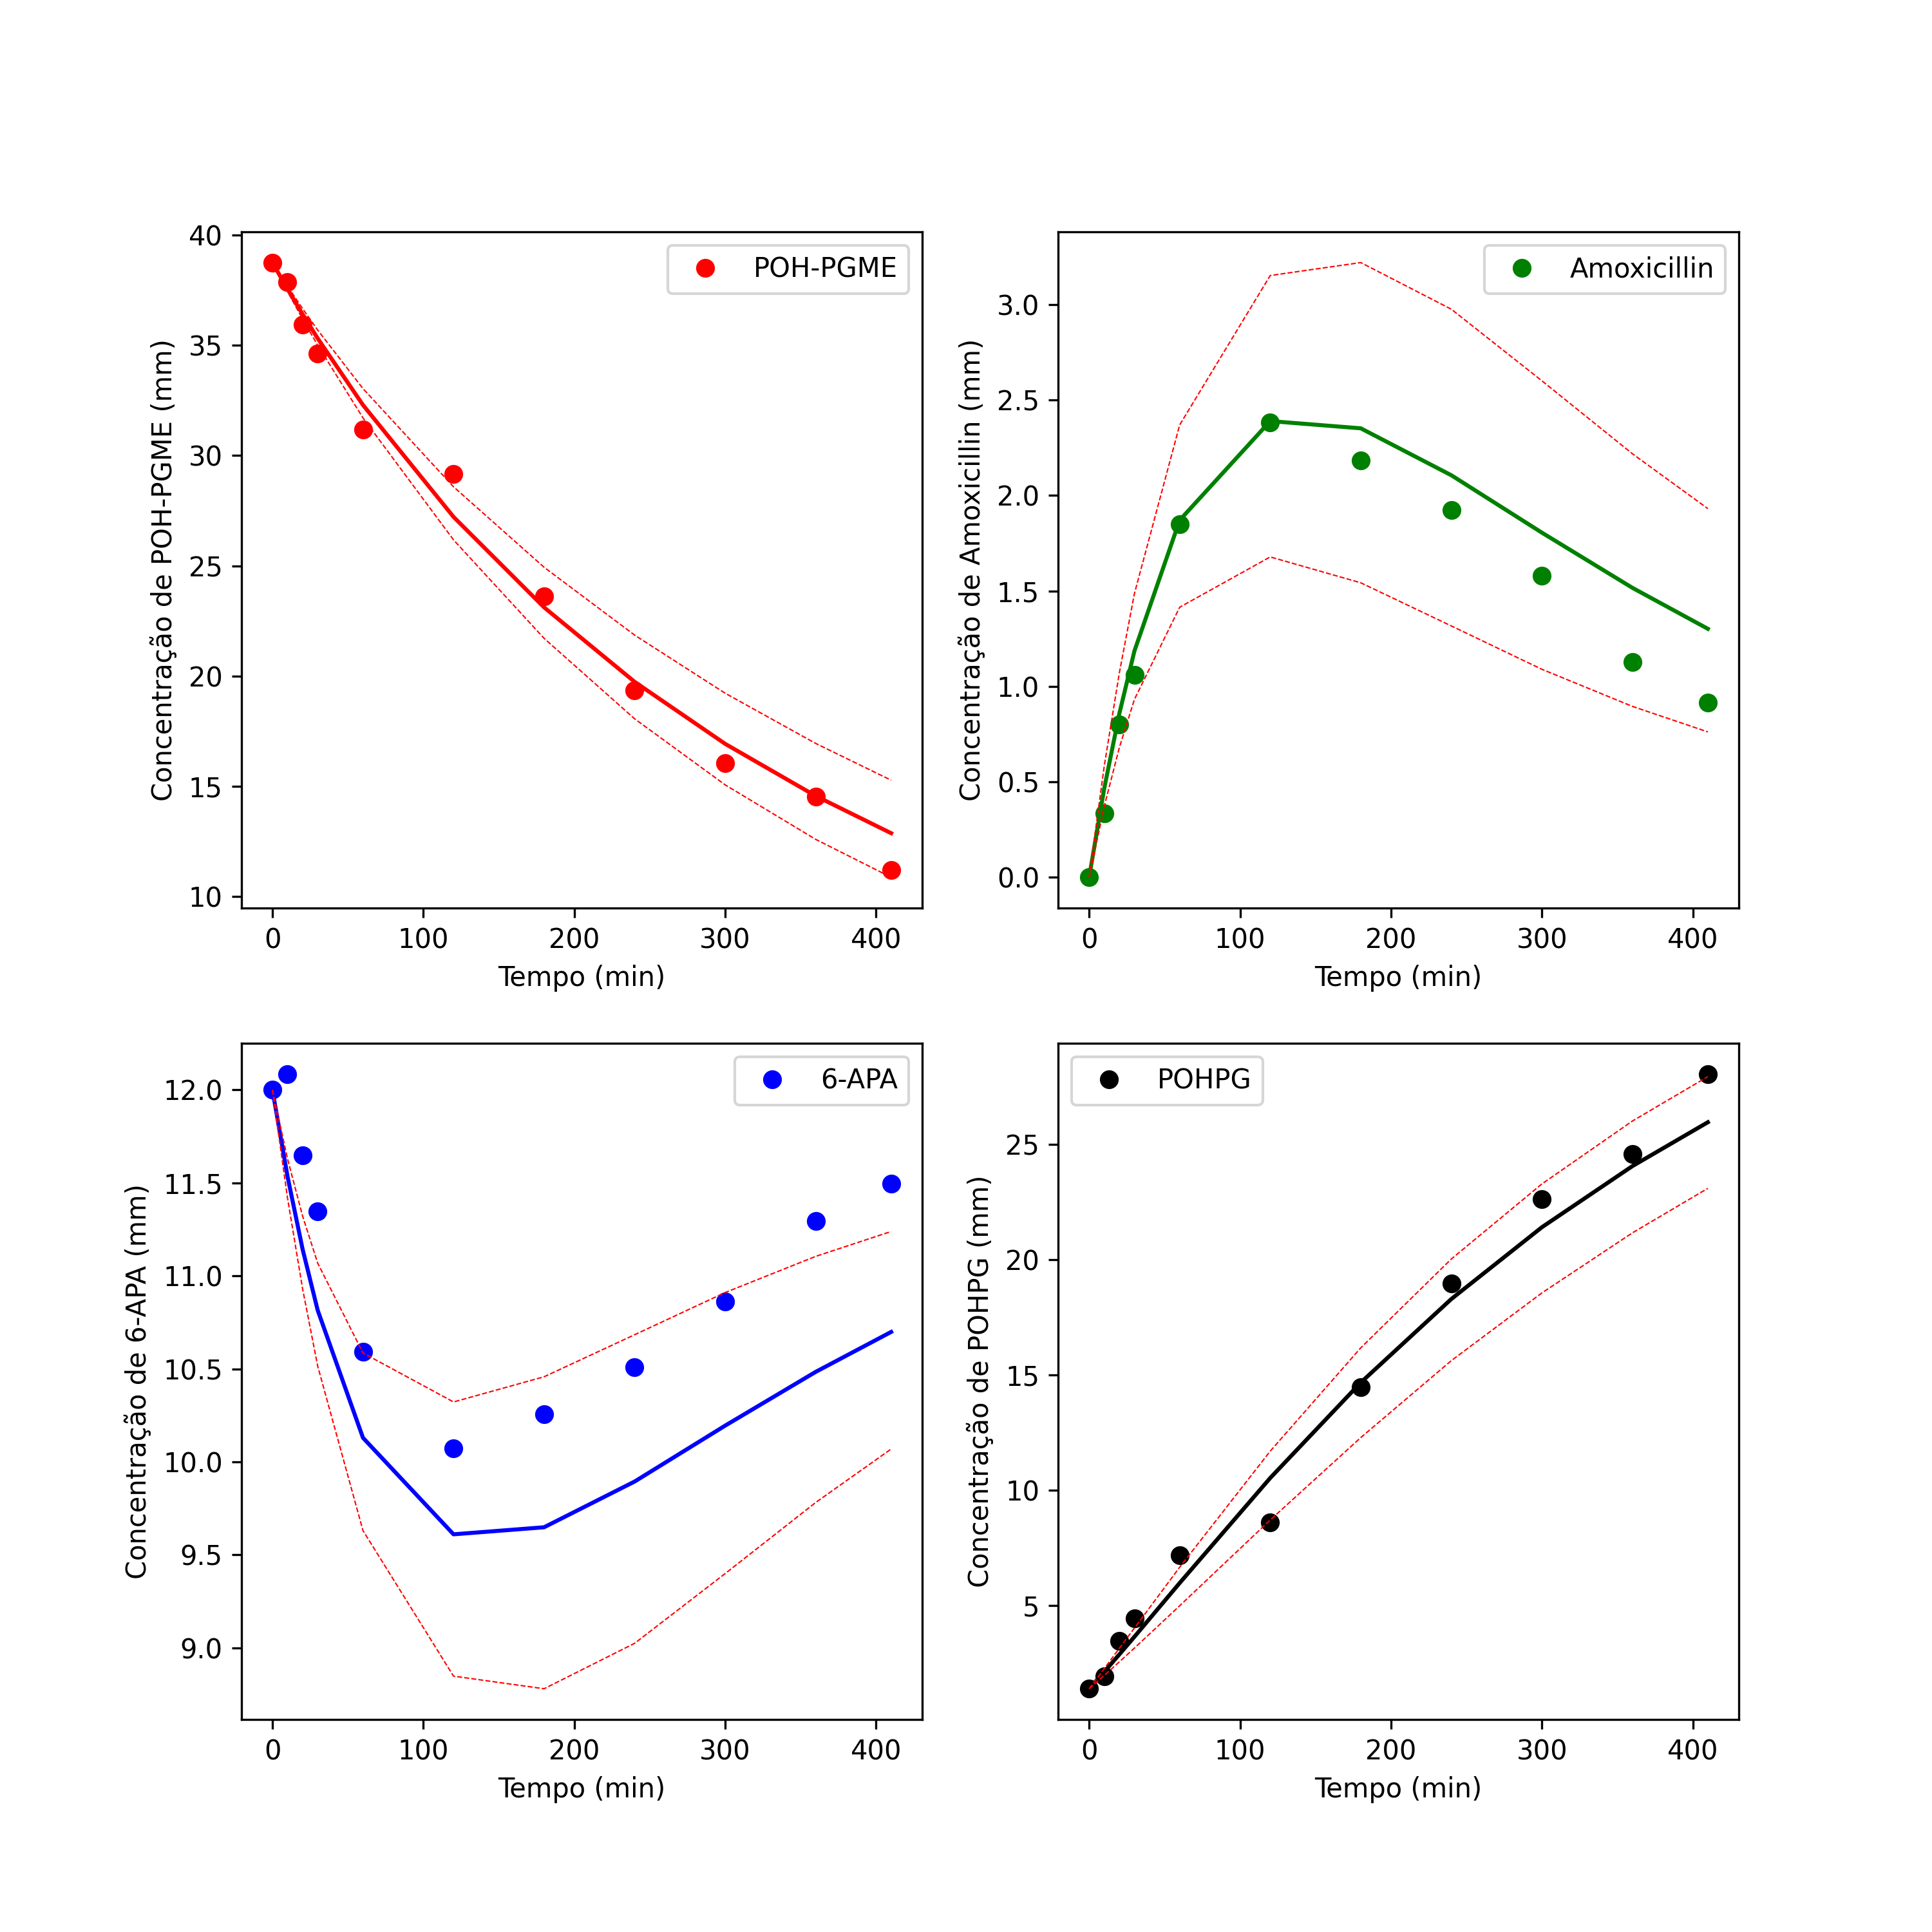 POH-PGME
Concentração de POH-PGME (mm)
40
35
30
25
20
15
10
0 100 200 300 400
Tempo (min)
Amoxicillin
Concentração de Amoxicillin (mm)
3.0
2.5
2.0
1.5
1.0
0.5
0.0
0 100 200 300 400
Tempo (min)
6-APA
Concentração de 6-APA (mm)
12.0
11.5
11.0
10.5
10.0
9.5
9.0
0 100 200 300 400
Tempo (min)
POHPG
Concentração de POHPG (mm)
25
20
15
10
5
0 100 200 300 400
Tempo (min)